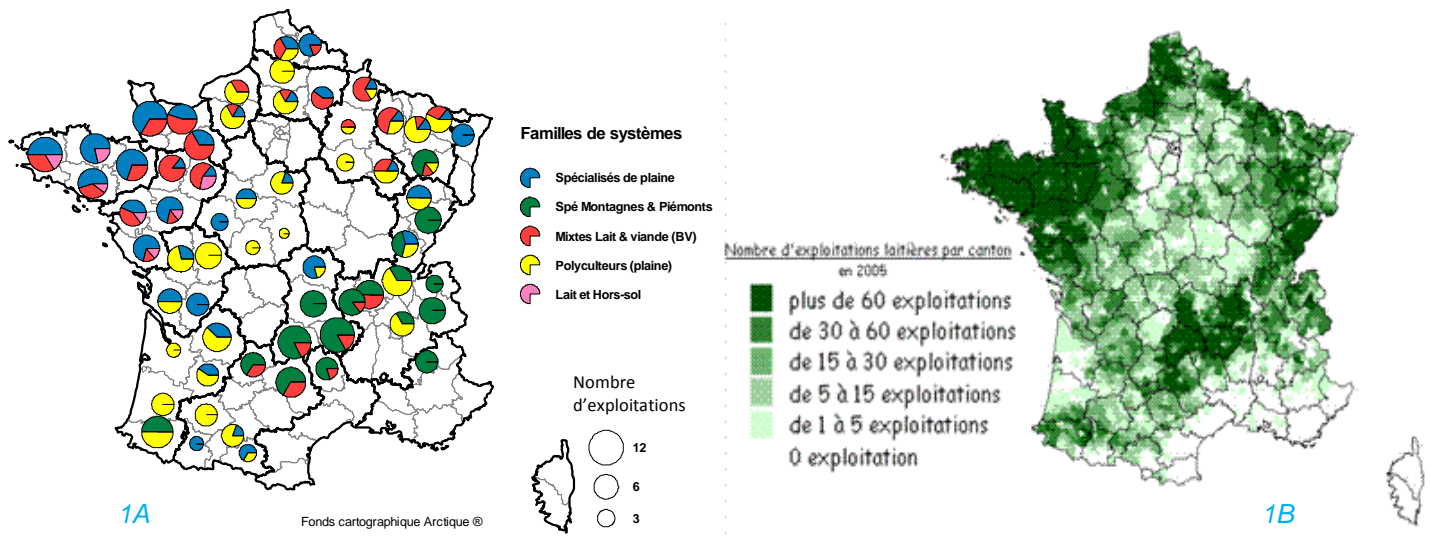 Familles de systèmes
Spécialisés de plaine
Spé Montagnes & Piémonts
Mixtes Lait & viande (BV)
Polyculteurs (plaine)
Lait et Hors-sol
Nombre
d'exploitations
12
6
3
1A
Fonds cartographique Arctique ®
Nombre d'exploitations laitières par canton
en 2005
plus de 60 exploitations
de 30 à 60 exploitations
de 15 à 30 exploitations
de 5 à 15 exploitations
de 1 à 5 exploitations
0 exploitation
1B